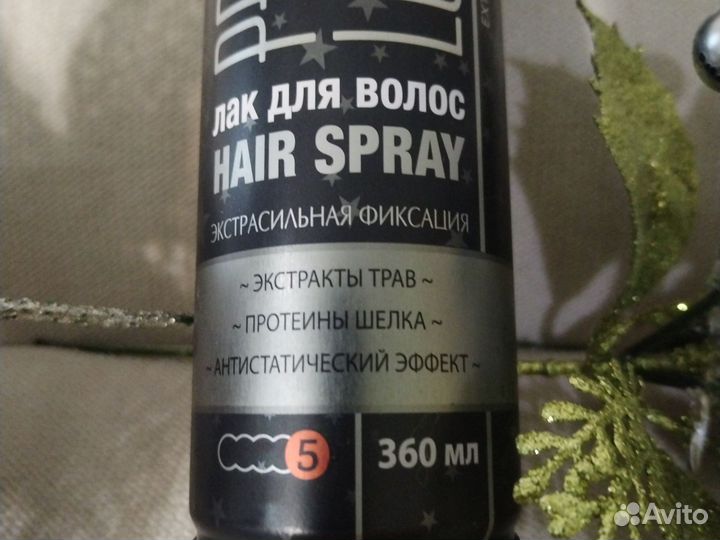 лак для волос
HAIR SPRAY
ЭКСТРАСИЛЬНАЯ ФИКСАЦИЯ
~ ЭКСТРАКТЫ ТРАВ ~
~ ПРОТЕИНЫ ШЕЛКА ~
~ АНТИСТАТИЧЕСКИЙ ЭФФЕКТ ~
5
360 мл
Avito